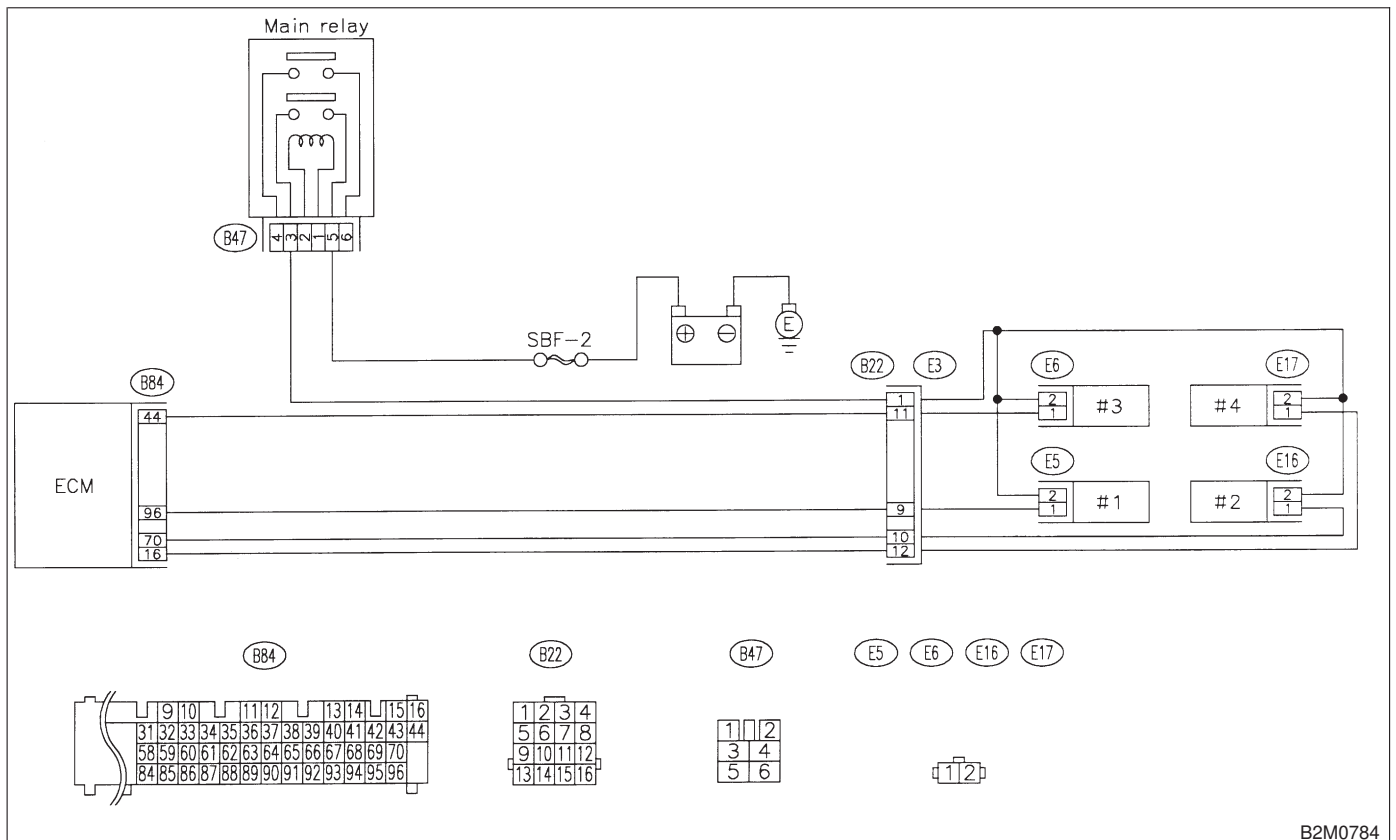 Main relay
B47
4 3 2 1 5 6
SBF-2
⊕ ⊖
E
B84
B22 E3
E6
E17
44
1
11
2
1
#3
#4
2
1
ECM
E5
E16
96
9
2
1
#1
#2
2
1
70
16
10
12
B84
9 10 11 12 13 14 15 16
31 32 33 34 35 36 37 38 39 40 41 42 43 44
58 59 60 61 62 63 64 65 66 67 68 69 70
84 85 86 87 88 89 90 91 92 93 94 95 96
B22
1 2 3 4
5 6 7 8
9 10 11 12
13 14 15 16
B47
1 2
3 4
5 6
E5 E6 E16 E17
1 2
B2M0784